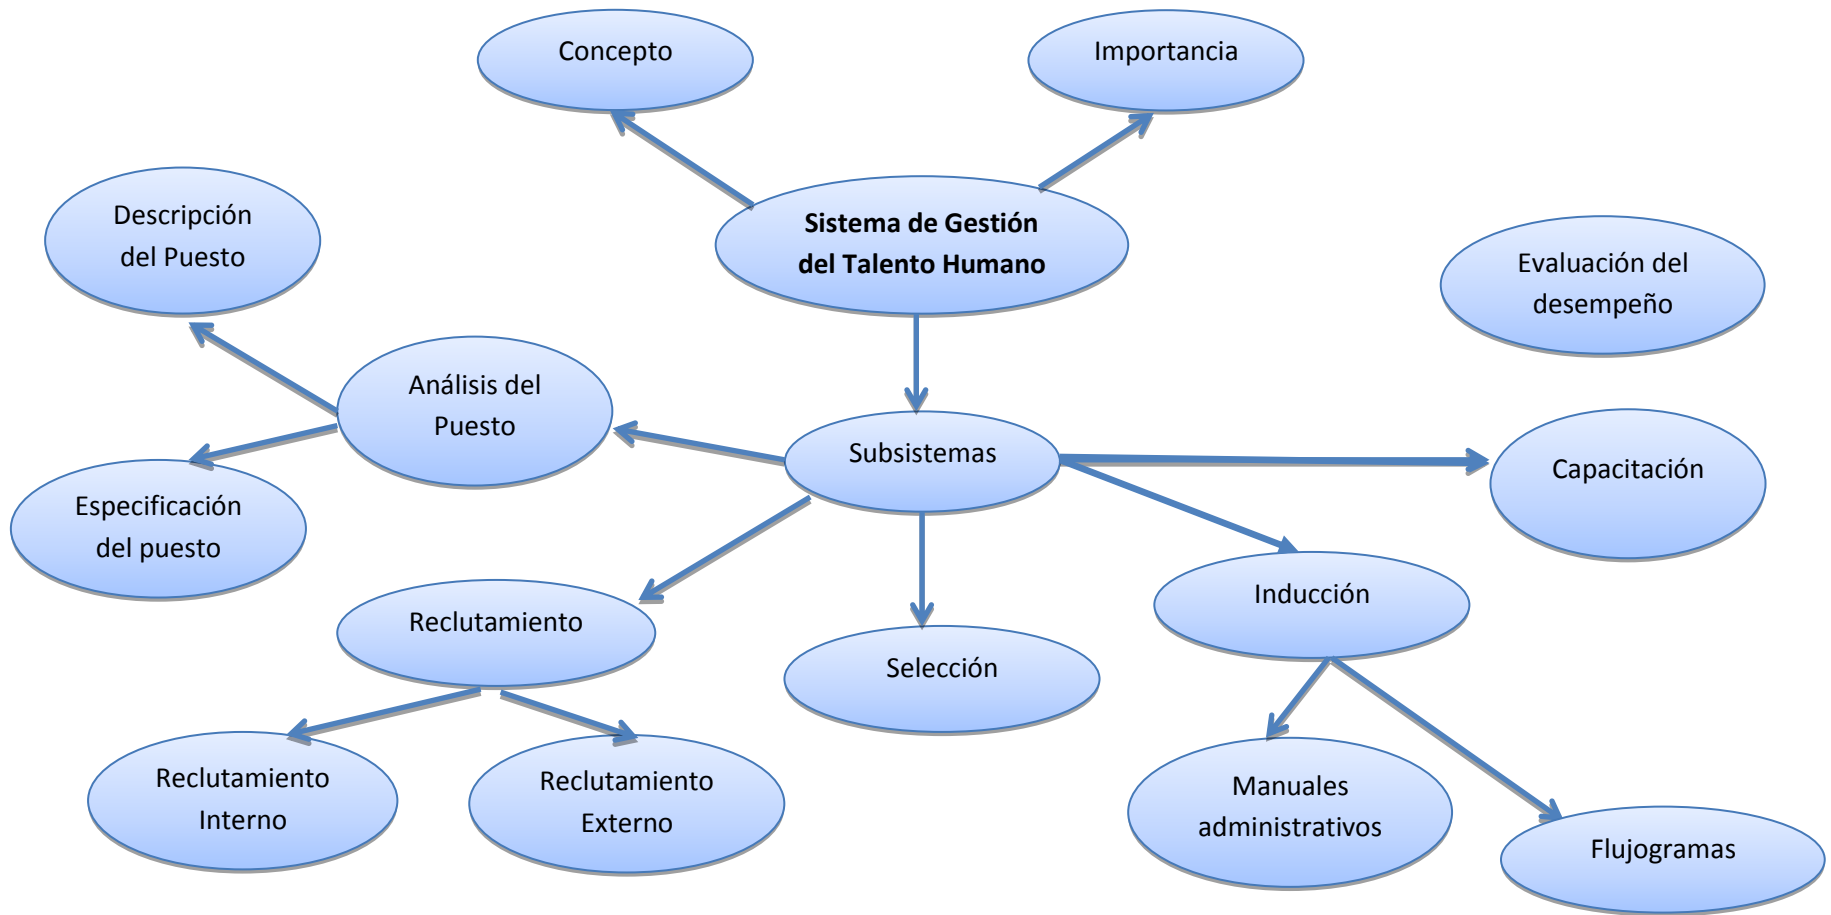 Concepto
Importancia
Sistema de Gestión
del Talento Humano
Descripción
del Puesto
Evaluación del
desempeño
Análisis del
Puesto
Subsistemas
Capacitación
Especificación
del puesto
Reclutamiento
Selección
Inducción
Reclutamiento
Interno
Reclutamiento
Externo
Manuales
administrativos
Flujogramas